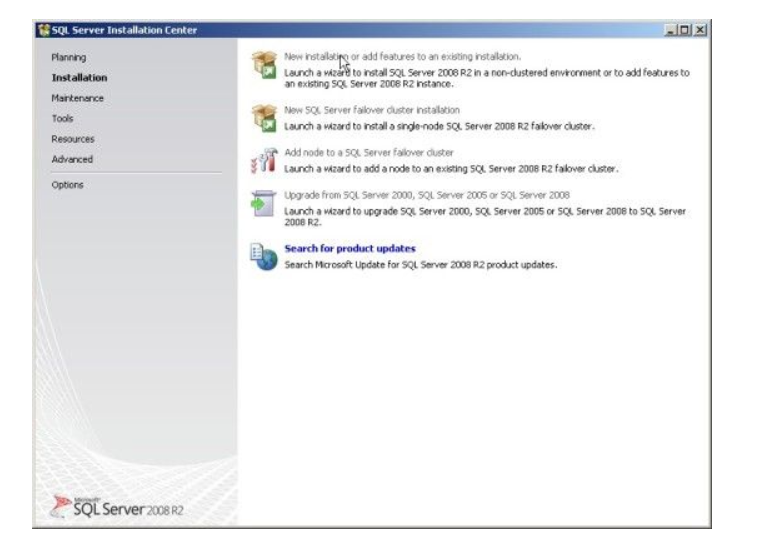 SQL Server Installation Center
Planning
Installation
Maintenance
Tools
Resources
Advanced
Options
New installation or add features to an existing installation.
Launch a wizard to install SQL Server 2008 R2 in a non-clustered environment or to add features to
an existing SQL Server 2008 R2 instance.
New SQL Server failover cluster installation
Launch a wizard to install a single-node SQL Server 2008 R2 failover cluster.
Add node to a SQL Server failover cluster
Launch a wizard to add a node to an existing SQL Server 2008 R2 failover cluster.
Upgrade from SQL Server 2000, SQL Server 2005 or SQL Server 2008
Launch a wizard to upgrade SQL Server 2000, SQL Server 2005 or SQL Server 2008 to SQL Server
2008 R2.
Search for product updates
Search Microsoft Update for SQL Server 2008 R2 product updates.
Microsoft
SQL Server 2008 R2